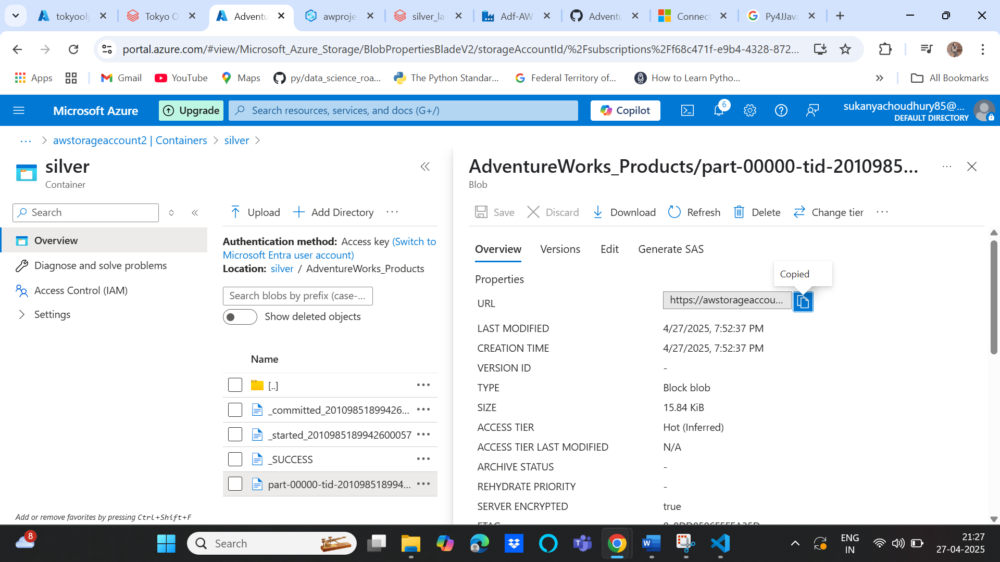 tokyooly
Tokyo O
Adventu
awproje
silver_la
Adf-AW
Adventu
Connect
Py4JJava
portal.azure.com/#view/Microsoft_Azure_Storage/BlobPropertiesBladeV2/storageAccountId/%2Fsubscriptions%2Ff68c471f-e9b4-4328-872...
Apps
Gmail
YouTube
Maps
py/data_science_roa...
The Python Standar...
Federal Territory of...
How to Learn Pytho...
All Bookmarks
Microsoft Azure
Upgrade
Search resources, services, and docs (G+/)
Copilot
6
sukanyachoudhury85@...
DEFAULT DIRECTORY
... > awstorageaccount2 | Containers > silver >
silver
Container
Search
Overview
Diagnose and solve problems
Access Control (IAM)
Settings
Add or remove favorites by pressing Ctrl+Shift+F
Upload
Add Directory
Authentication method: Access key (Switch to
Microsoft Entra user account)
Location: silver / AdventureWorks_Products
Search blobs by prefix (case-...
Show deleted objects
Name
[..]
_committed_20109851899426...
_started_2010985189942600057
_SUCCESS
part-00000-tid-201098518994...
AdventureWorks_Products/part-00000-tid-2010985...
Blob
Save
Discard
Download
Refresh
Delete
Change tier
Overview
Versions
Edit
Generate SAS
Copied
Properties
URL https://awstorageaccou...
LAST MODIFIED 4/27/2025, 7:52:37 PM
CREATION TIME 4/27/2025, 7:52:37 PM
VERSION ID -
TYPE Block blob
SIZE 15.84 KiB
ACCESS TIER Hot (Inferred)
ACCESS TIER LAST MODIFIED N/A
ARCHIVE STATUS -
REHYDRATE PRIORITY -
SERVER ENCRYPTED true
ETAG
8
Search
ENG
IN
21:27
27-04-2025